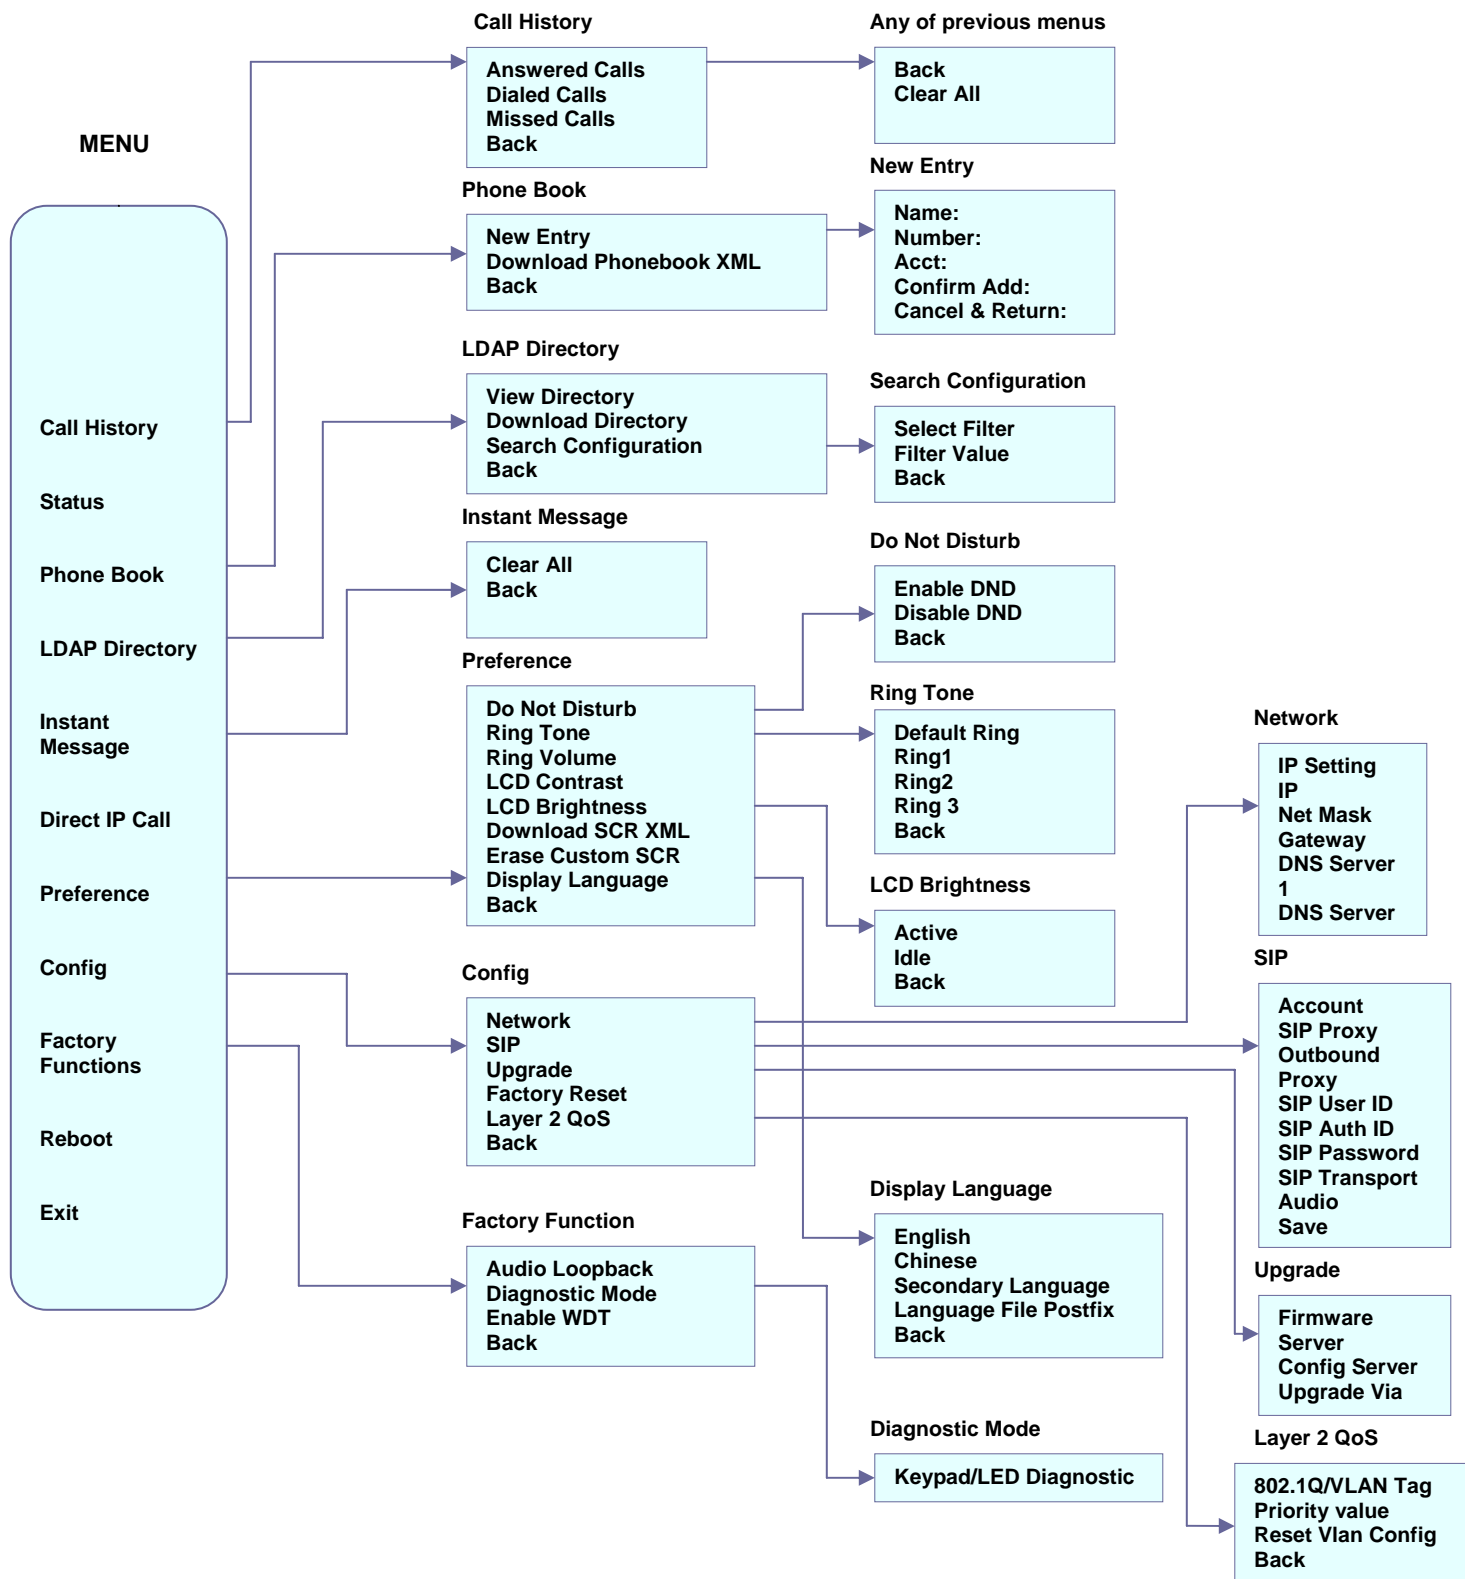 MENU
Call History
Status
Phone Book
LDAP Directory
Instant
Message
Direct IP Call
Preference
Config
Factory
Functions
Reboot
Exit
Call History
Answered Calls
Dialed Calls
Missed Calls
Back
Any of previous menus
Back
Clear All
Phone Book
New Entry
Download Phonebook XML
Back
New Entry
Name:
Number:
Acct:
Confirm Add:
Cancel & Return:
LDAP Directory
View Directory
Download Directory
Search Configuration
Back
Search Configuration
Select Filter
Filter Value
Back
Instant Message
Clear All
Back
Preference
Do Not Disturb
Ring Tone
Ring Volume
LCD Contrast
LCD Brightness
Download SCR XML
Erase Custom SCR
Display Language
Back
Do Not Disturb
Enable DND
Disable DND
Back
Ring Tone
Default Ring
Ring1
Ring2
Ring 3
Back
LCD Brightness
Active
Idle
Back
Config
Network
SIP
Upgrade
Factory Reset
Layer 2 QoS
Back
Network
IP Setting
IP
Net Mask
Gateway
DNS Server
1
DNS Server
SIP
Account
SIP Proxy
Outbound
Proxy
SIP User ID
SIP Auth ID
SIP Password
SIP Transport
Audio
Save
Factory Function
Audio Loopback
Diagnostic Mode
Enable WDT
Back
Display Language
English
Chinese
Secondary Language
Language File Postfix
Back
Upgrade
Firmware
Server
Config Server
Upgrade Via
Diagnostic Mode
Keypad/LED Diagnostic
Layer 2 QoS
802.1Q/VLAN Tag
Priority value
Reset Vlan Config
Back